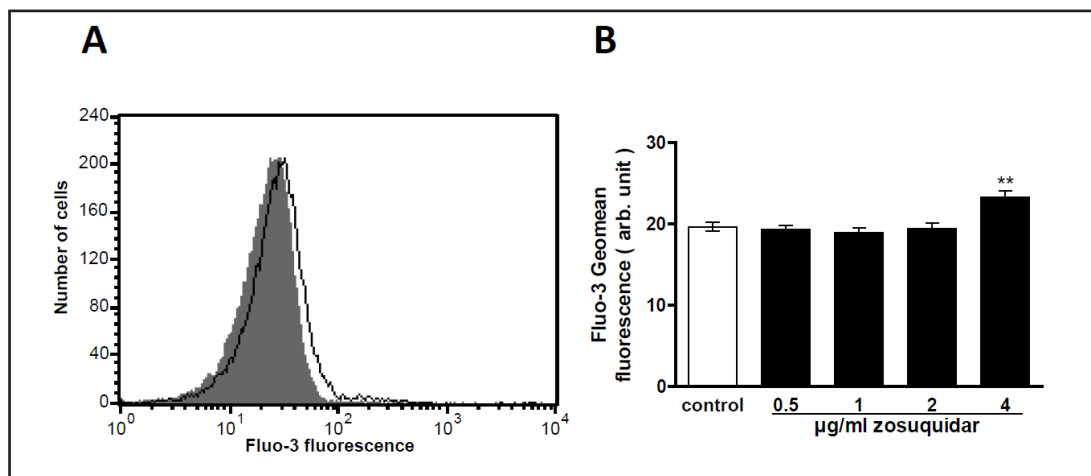 A
B
240
200
160
120
80
40
0
Number of cells
10^0 10^1 10^2 10^3 10^4
Fluo-3 fluorescence
Fluo-3 Geomean
fluorescence ( arb. unit )
30
20
10
0
**
control 0.5 1 2 4
µg/ml zosuquidar